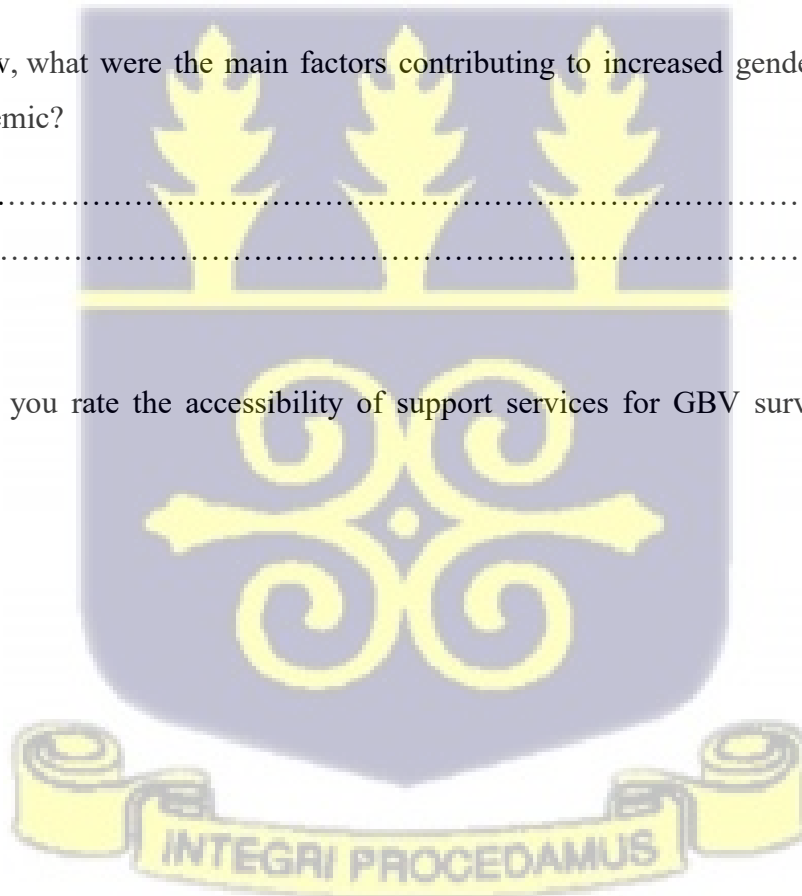 , what were the main factors contributing to increased gende
emic?
................................................................................
................................................................................
you rate the accessibility of support services for GBV surv
INTEGRI PROCEDAMUS